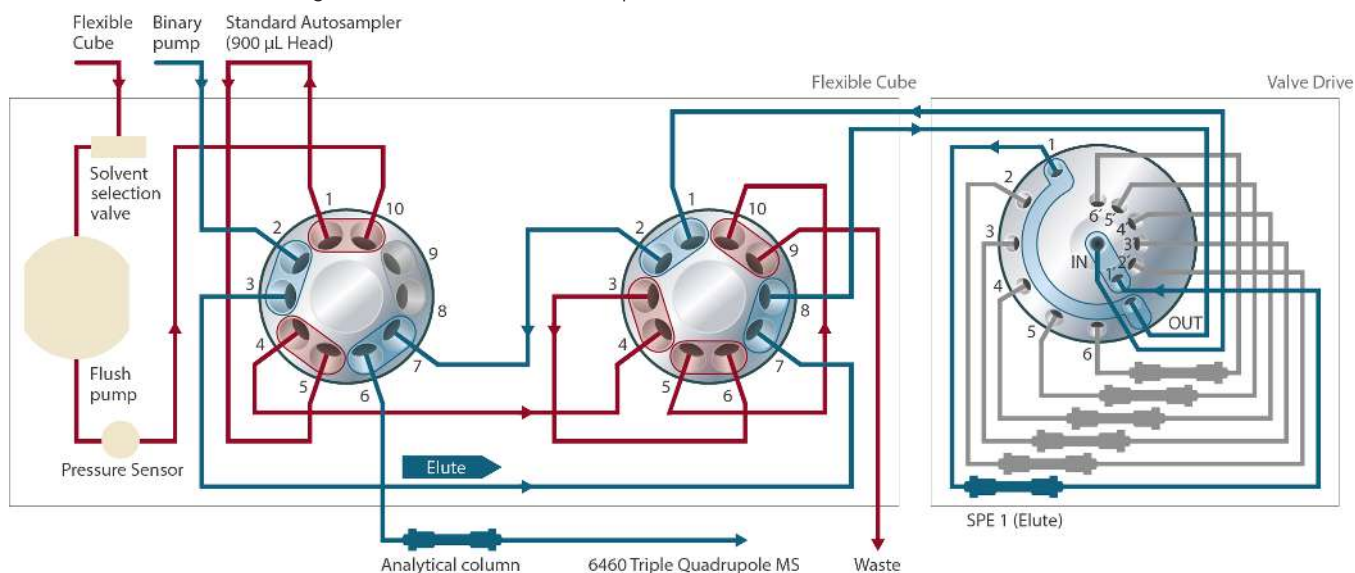 Flexible
Cube
Binary
pump
Standard Autosampler
(900 µL Head)
Flexible Cube
Valve Drive
Solvent
selection
valve
Flush
pump
Pressure Sensor
1
10
2
9
3
8
4
7
5
6
1
10
2
9
3
8
4
7
5
6
1
2
3
4
5
6
6´
5´
4´
3´
2´
1´
IN
OUT
Elute
SPE 1 (Elute)
Analytical column
6460 Triple Quadrupole MS
Waste